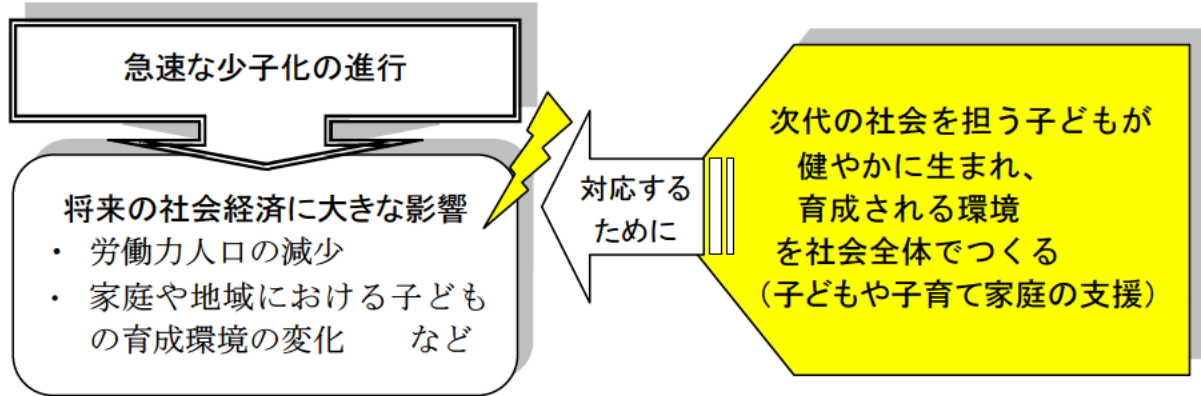 急速な少子化の進行
将来の社会経済に大きな影響
・ 労働力人口の減少
・ 家庭や地域における子ども
の育成環境の変化　　など
対応する
ために
次代の社会を担う子どもが
健やかに生まれ、
育成される環境
を社会全体でつくる
（子どもや子育て家庭の支援）